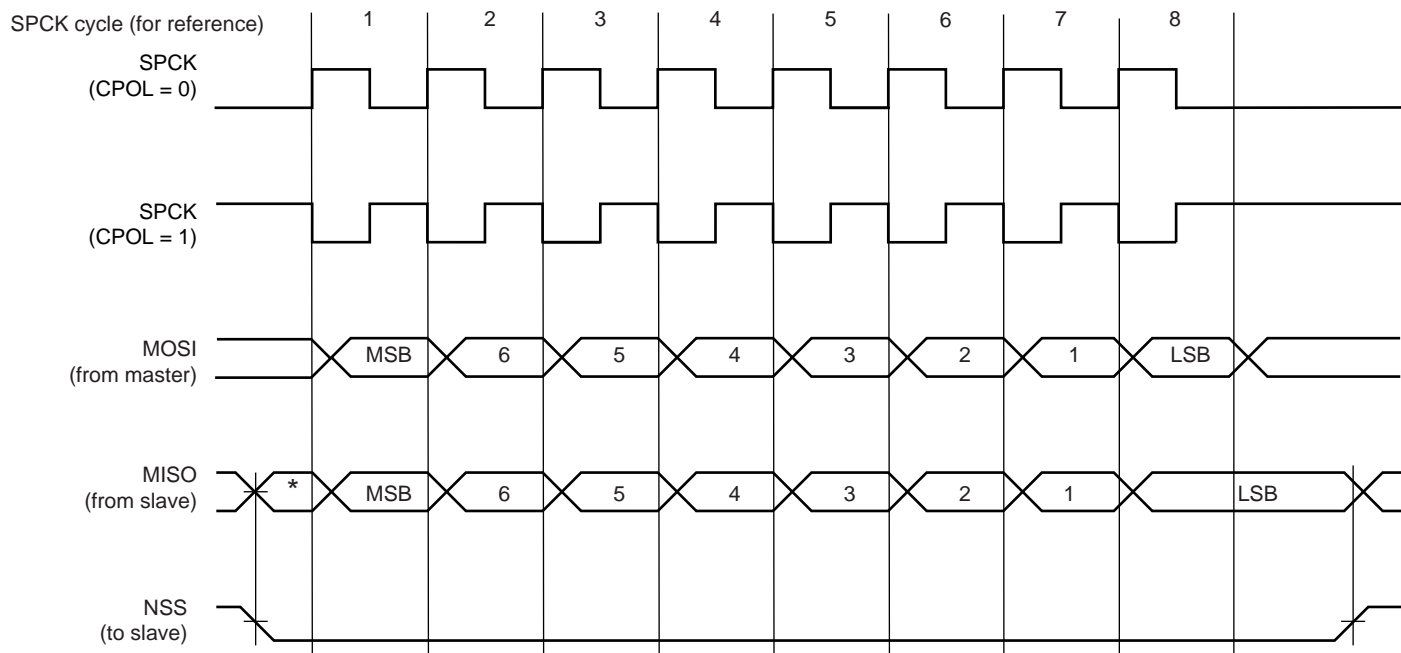 SPCK cycle (for reference) 1 2 3 4 5 6 7 8
SPCK
(CPOL = 0)
SPCK
(CPOL = 1)
MOSI
(from master)
MSB 6 5 4 3 2 1 LSB
MISO
(from slave)
* MSB 6 5 4 3 2 1 LSB
NSS
(to slave)